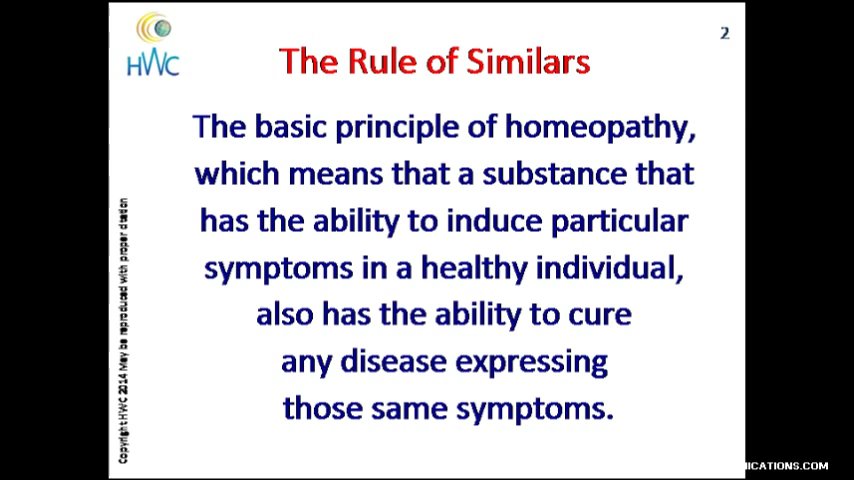 2
HWC
The Rule of Similars
The basic principle of homeopathy,
which means that a substance that
has the ability to induce particular
symptoms in a healthy individual,
also has the ability to cure
any disease expressing
those same symptoms.
Copyright HWC 2014 May be reproduced with proper citation
ICATIONS.COM